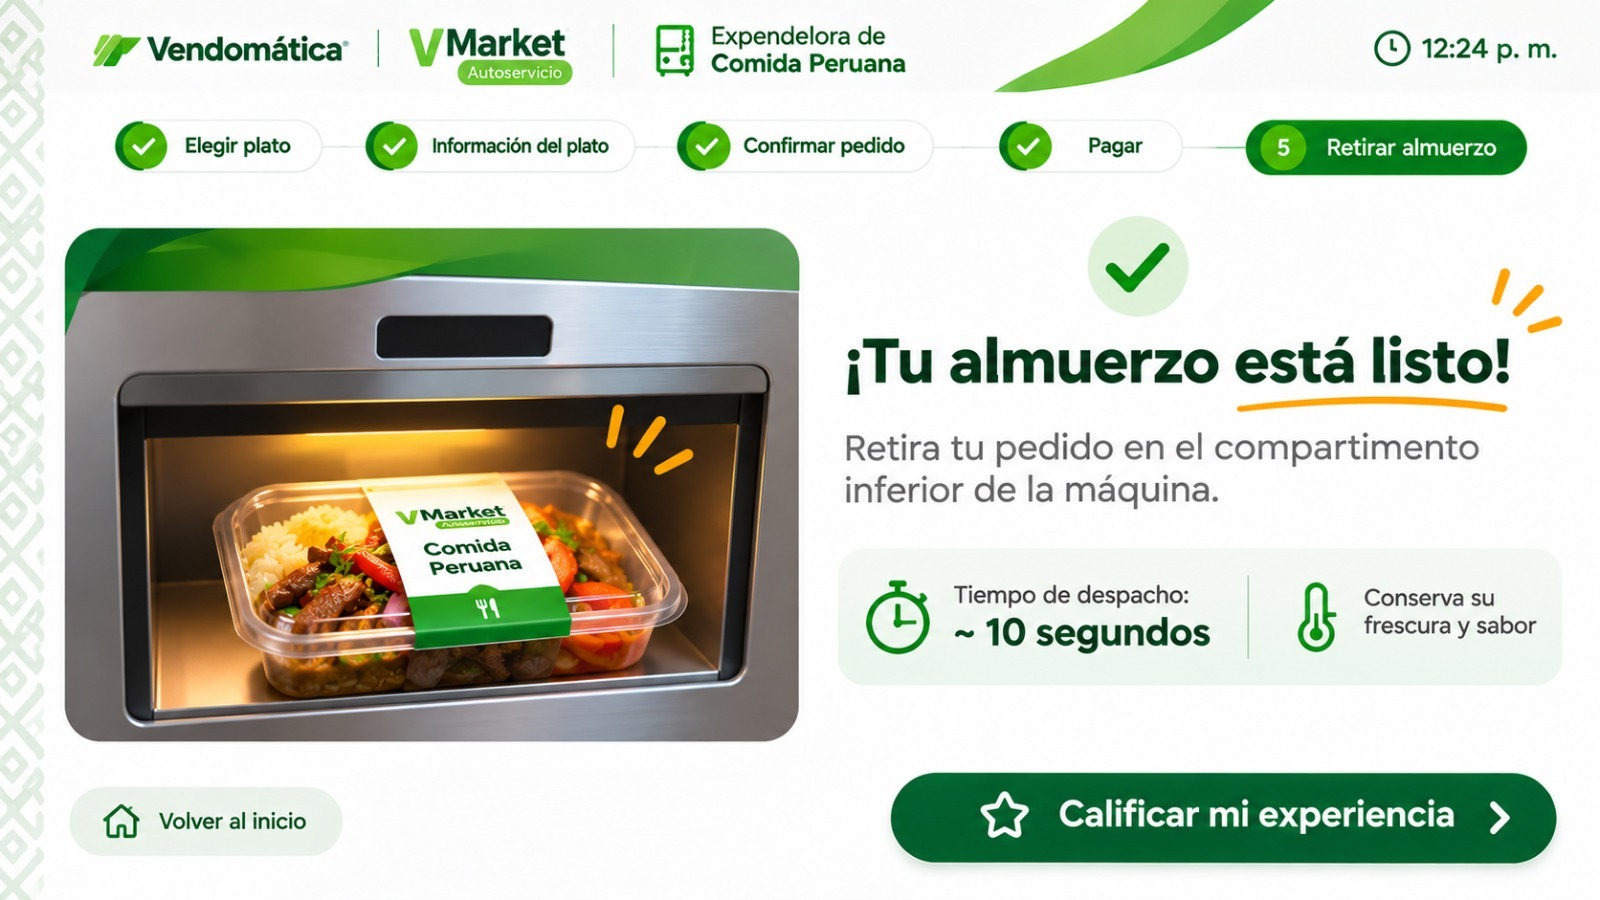 Vendomática
VMarket
Autoservicio
Expendelora de
Comida Peruana
12:24 p. m.
Elegir plato
Información del plato
Confirmar pedido
Pagar
5 Retirar almuerzo
VMarket
Comida
Peruana
¡Tu almuerzo está listo!
Retira tu pedido en el compartimento
inferior de la máquina.
Tiempo de despacho:
~ 10 segundos
Conserva su
frescura y sabor
Volver al inicio
Calificar mi experiencia